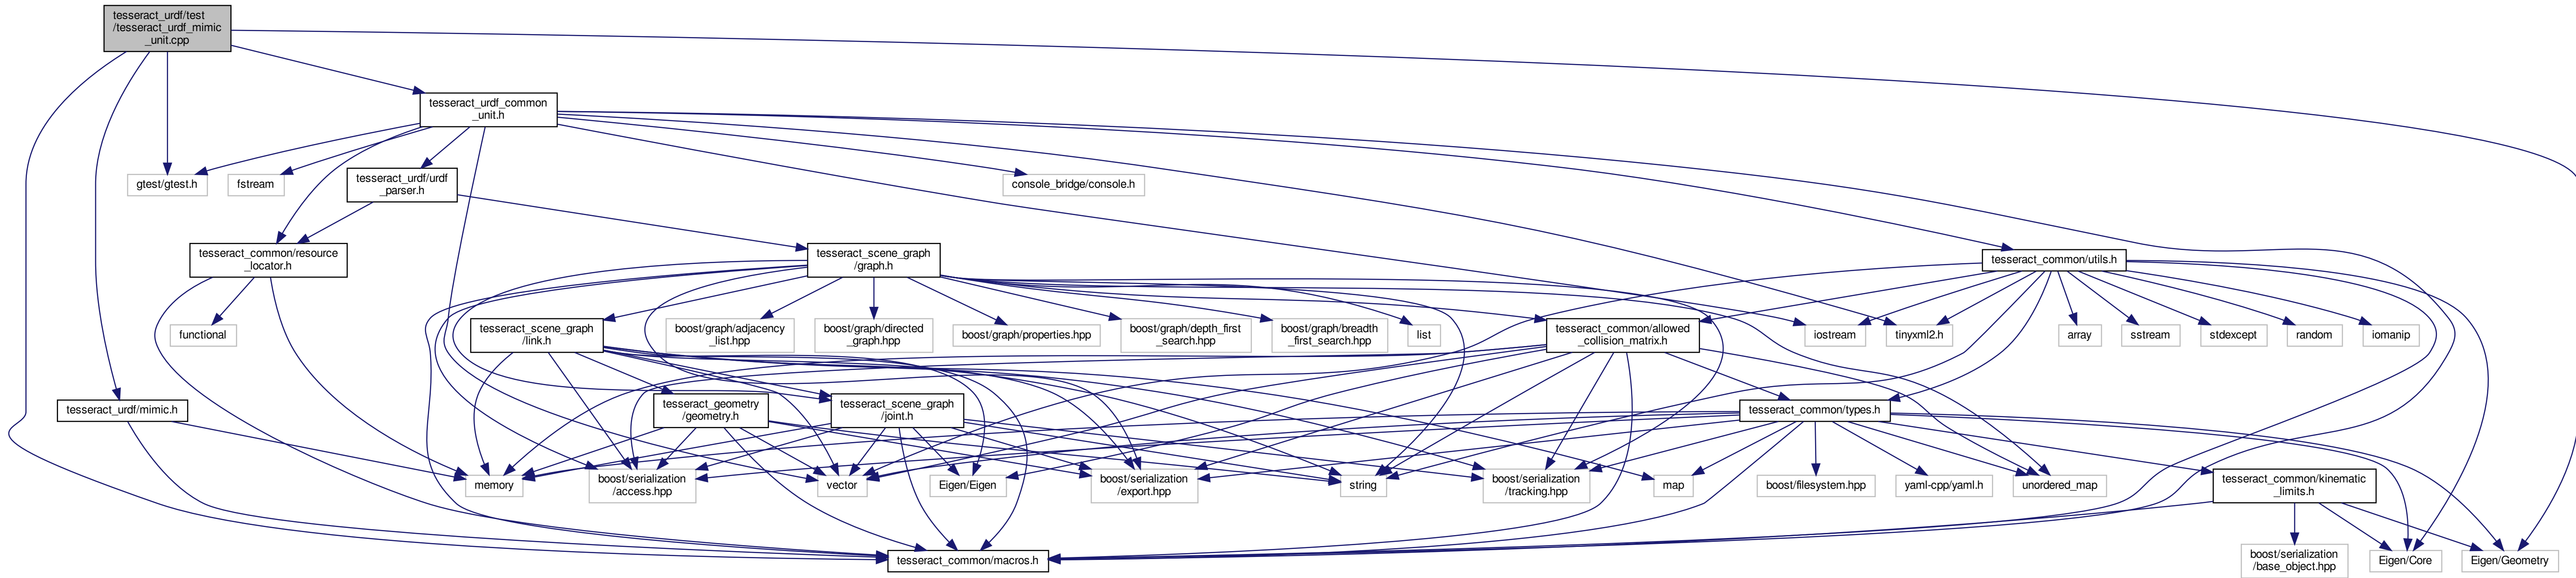 tesseract_urdf/test
/tesseract_urdf_mimic
_unit.cpp
tesseract_urdf_common
_unit.h
gtest/gtest.h
fstream
tesseract_urdf/urdf
_parser.h
console_bridge/console.h
tesseract_common/resource
_locator.h
tesseract_scene_graph
/graph.h
tesseract_common/utils.h
functional
tesseract_scene_graph
/link.h
boost/graph/adjacency
_list.hpp
boost/graph/directed
_graph.hpp
boost/graph/properties.hpp
boost/graph/depth_first
_search.hpp
boost/graph/breadth
_first_search.hpp
list
tesseract_common/allowed
_collision_matrix.h
iostream
tinyxml2.h
array
sstream
stdexcept
random
iomanip
tesseract_urdf/mimic.h
tesseract_geometry
/geometry.h
tesseract_scene_graph
/joint.h
tesseract_common/types.h
memory
boost/serialization
/access.hpp
vector
Eigen/Eigen
boost/serialization
/export.hpp
string
boost/serialization
/tracking.hpp
map
boost/filesystem.hpp
yaml-cpp/yaml.h
unordered_map
tesseract_common/kinematic
_limits.h
tesseract_common/macros.h
boost/serialization
/base_object.hpp
Eigen/Core
Eigen/Geometry